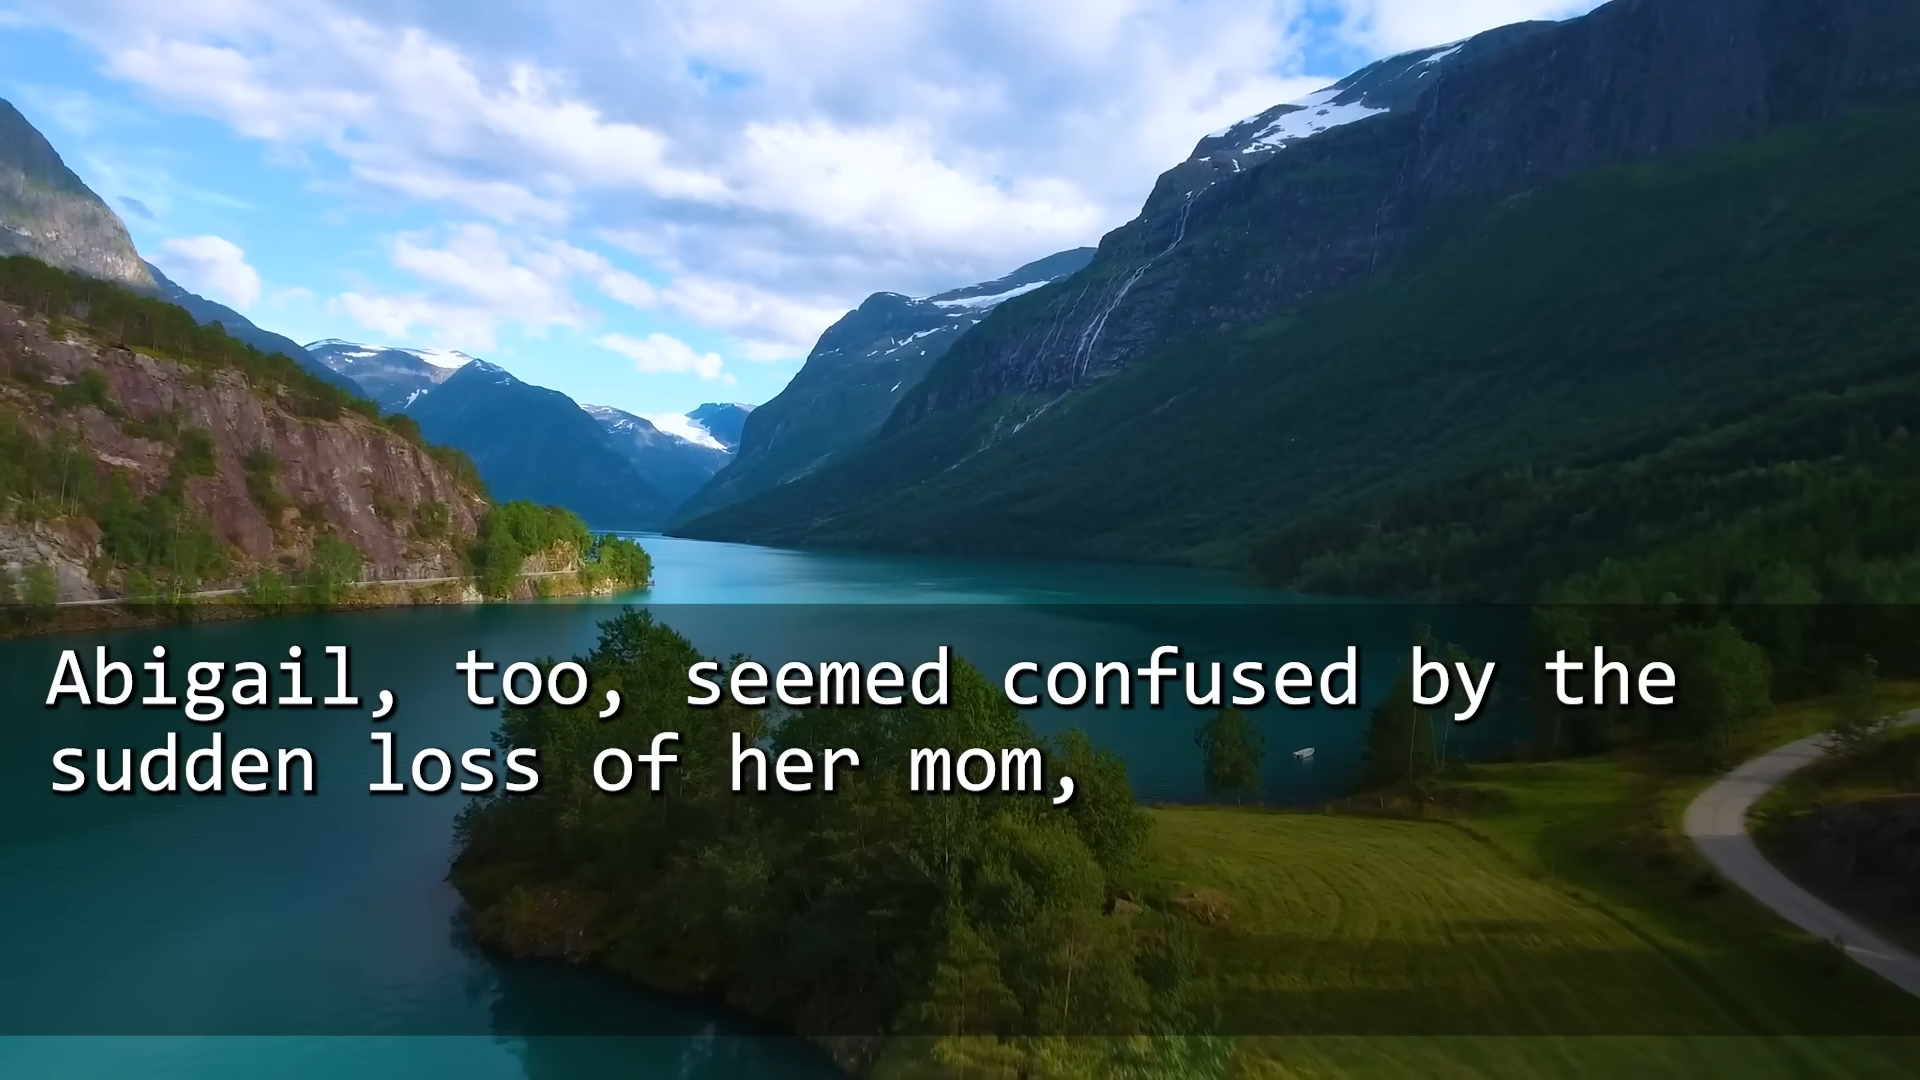 Abigail, too, seemed confused by the
sudden loss of her mom,